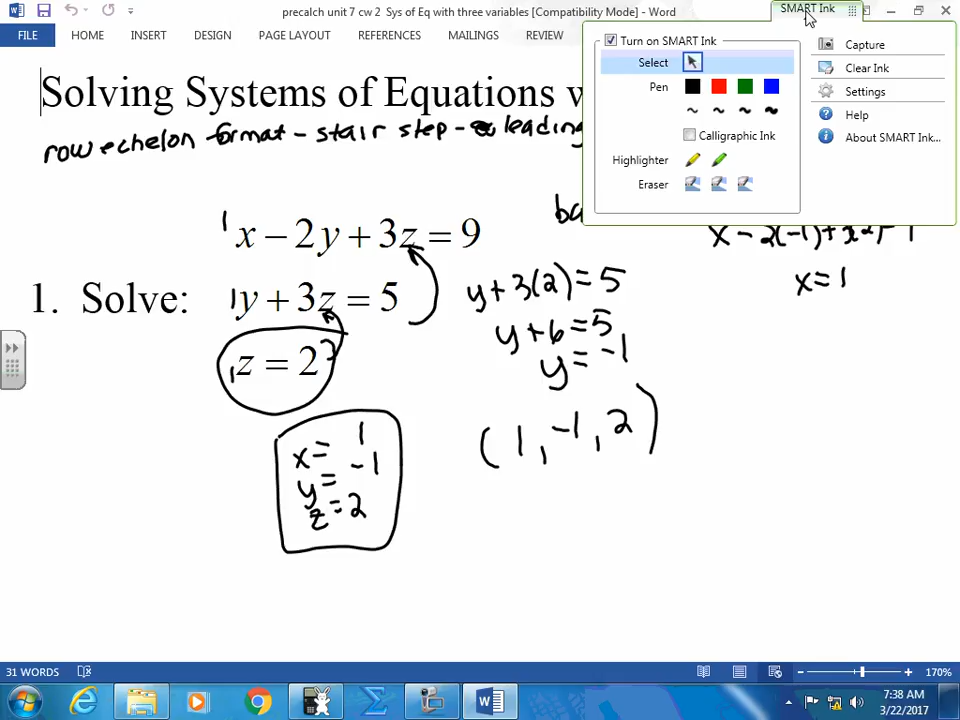 precalch unit 7 cw 2 Sys of Eq with three variables [Compatibility Mode] - Word
SMART Ink
FILE HOME INSERT DESIGN PAGE LAYOUT REFERENCES MAILINGS REVIEW
Turn on SMART Ink
Select
Pen
Calligraphic Ink
Highlighter
Eraser
Capture
Clear Ink
Settings
Help
About SMART Ink...
Solving Systems of Equations
row echelon format - stair step - leading
1x − 2y + 3z = 9
1. Solve: 1y + 3z = 5
1z = 2
y + 3(2) = 5
y + 6 = 5
y = -1
x = 1
(1, -1, 2)
x = 1
y = -1
z = 2
31 WORDS
170%
7:38 AM
3/22/2017